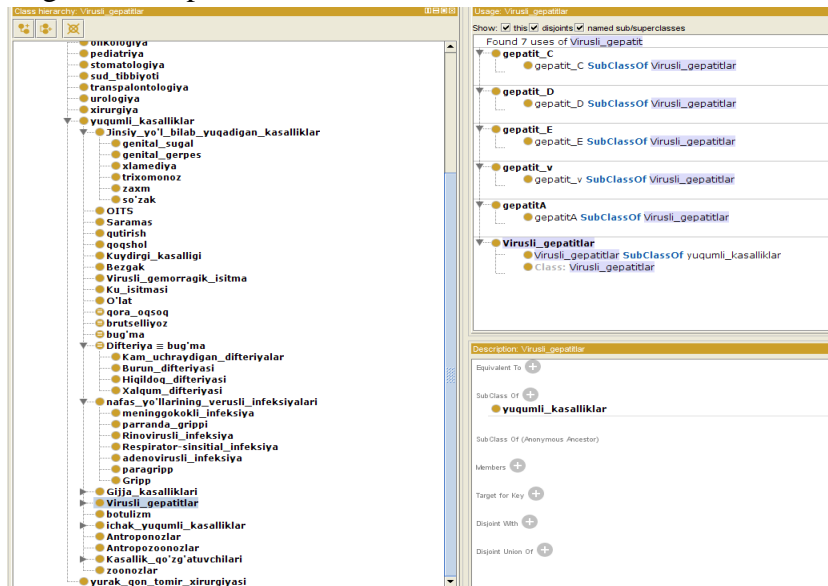 Class hierarchy: Virusli_gepatitlar
onkologiya
pediatriya
stomatologiya
sud_tibbiyoti
transpalontologiya
urologiya
xirurgiya
yuqumli_kasalliklar
Jinsiy_yo'l_bilab_yuqadigan_kasalliklar
genital_sugal
genital_gerpes
xlamediya
trixomonoz
zaxm
so'zak
OITS
Saramas
qutirish
qoqshol
Kuydirgi_kasalligi
Bezgak
Virusli_gemorragik_isitma
Ku_isitmasi
O'lat
qora_oqsoq
brutselliyoz
bug'ma
Difteriya ≡ bug'ma
Kam_uchraydigan_difteriyalar
Burun_difteriyasi
Hiqildoq_difteriyasi
Xalqum_difteriyasi
nafas_yo'llarining_verusli_infeksiyalari
meninggokokli_infeksiya
parranda_grippi
Rinovirusli_infeksiya
Respirator-sinsitial_infeksiya
adenovirusli_infeksiya
paragripp
Gripp
Gijja_kasalliklari
Virusli_gepatitlar
botulizm
ichak_yuqumli_kasalliklar
Antroponozlar
Antropozoonozlar
Kasallik_qo'zg'atuvchilari
zoonozlar
yurak_qon_tomir_xirurgiyasi
Usage: Virusli_gepatitlar
Show: this disjoints named sub/superclasses
Found 7 uses of Virusli_gepatit
gepatit_C
gepatit_C SubClassOf Virusli_gepatitlar
gepatit_D
gepatit_D SubClassOf Virusli_gepatitlar
gepatit_E
gepatit_E SubClassOf Virusli_gepatitlar
gepatit_v
gepatit_v SubClassOf Virusli_gepatitlar
gepatitA
gepatitA SubClassOf Virusli_gepatitlar
Virusli_gepatitlar
Virusli_gepatitlar SubClassOf yuqumli_kasalliklar
Class: Virusli_gepatitlar
Description: Virusli_gepatitlar
Equivalent To
SubClass Of
yuqumli_kasalliklar
SubClass Of (Anonymous Ancestor)
Members
Target for Key
Disjoint With
Disjoint Union Of